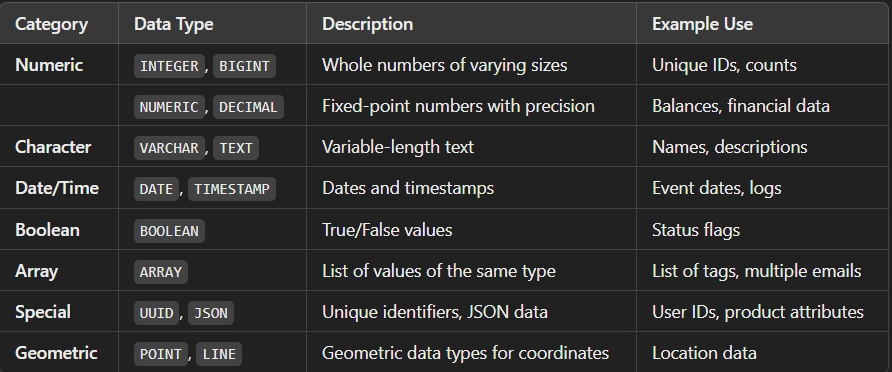 Category Data Type Description Example Use
Numeric INTEGER, BIGINT Whole numbers of varying sizes Unique IDs, counts
NUMERIC, DECIMAL Fixed-point numbers with precision Balances, financial data
Character VARCHAR, TEXT Variable-length text Names, descriptions
Date/Time DATE, TIMESTAMP Dates and timestamps Event dates, logs
Boolean BOOLEAN True/False values Status flags
Array ARRAY List of values of the same type List of tags, multiple emails
Special UUID, JSON Unique identifiers, JSON data User IDs, product attributes
Geometric POINT, LINE Geometric data types for coordinates Location data